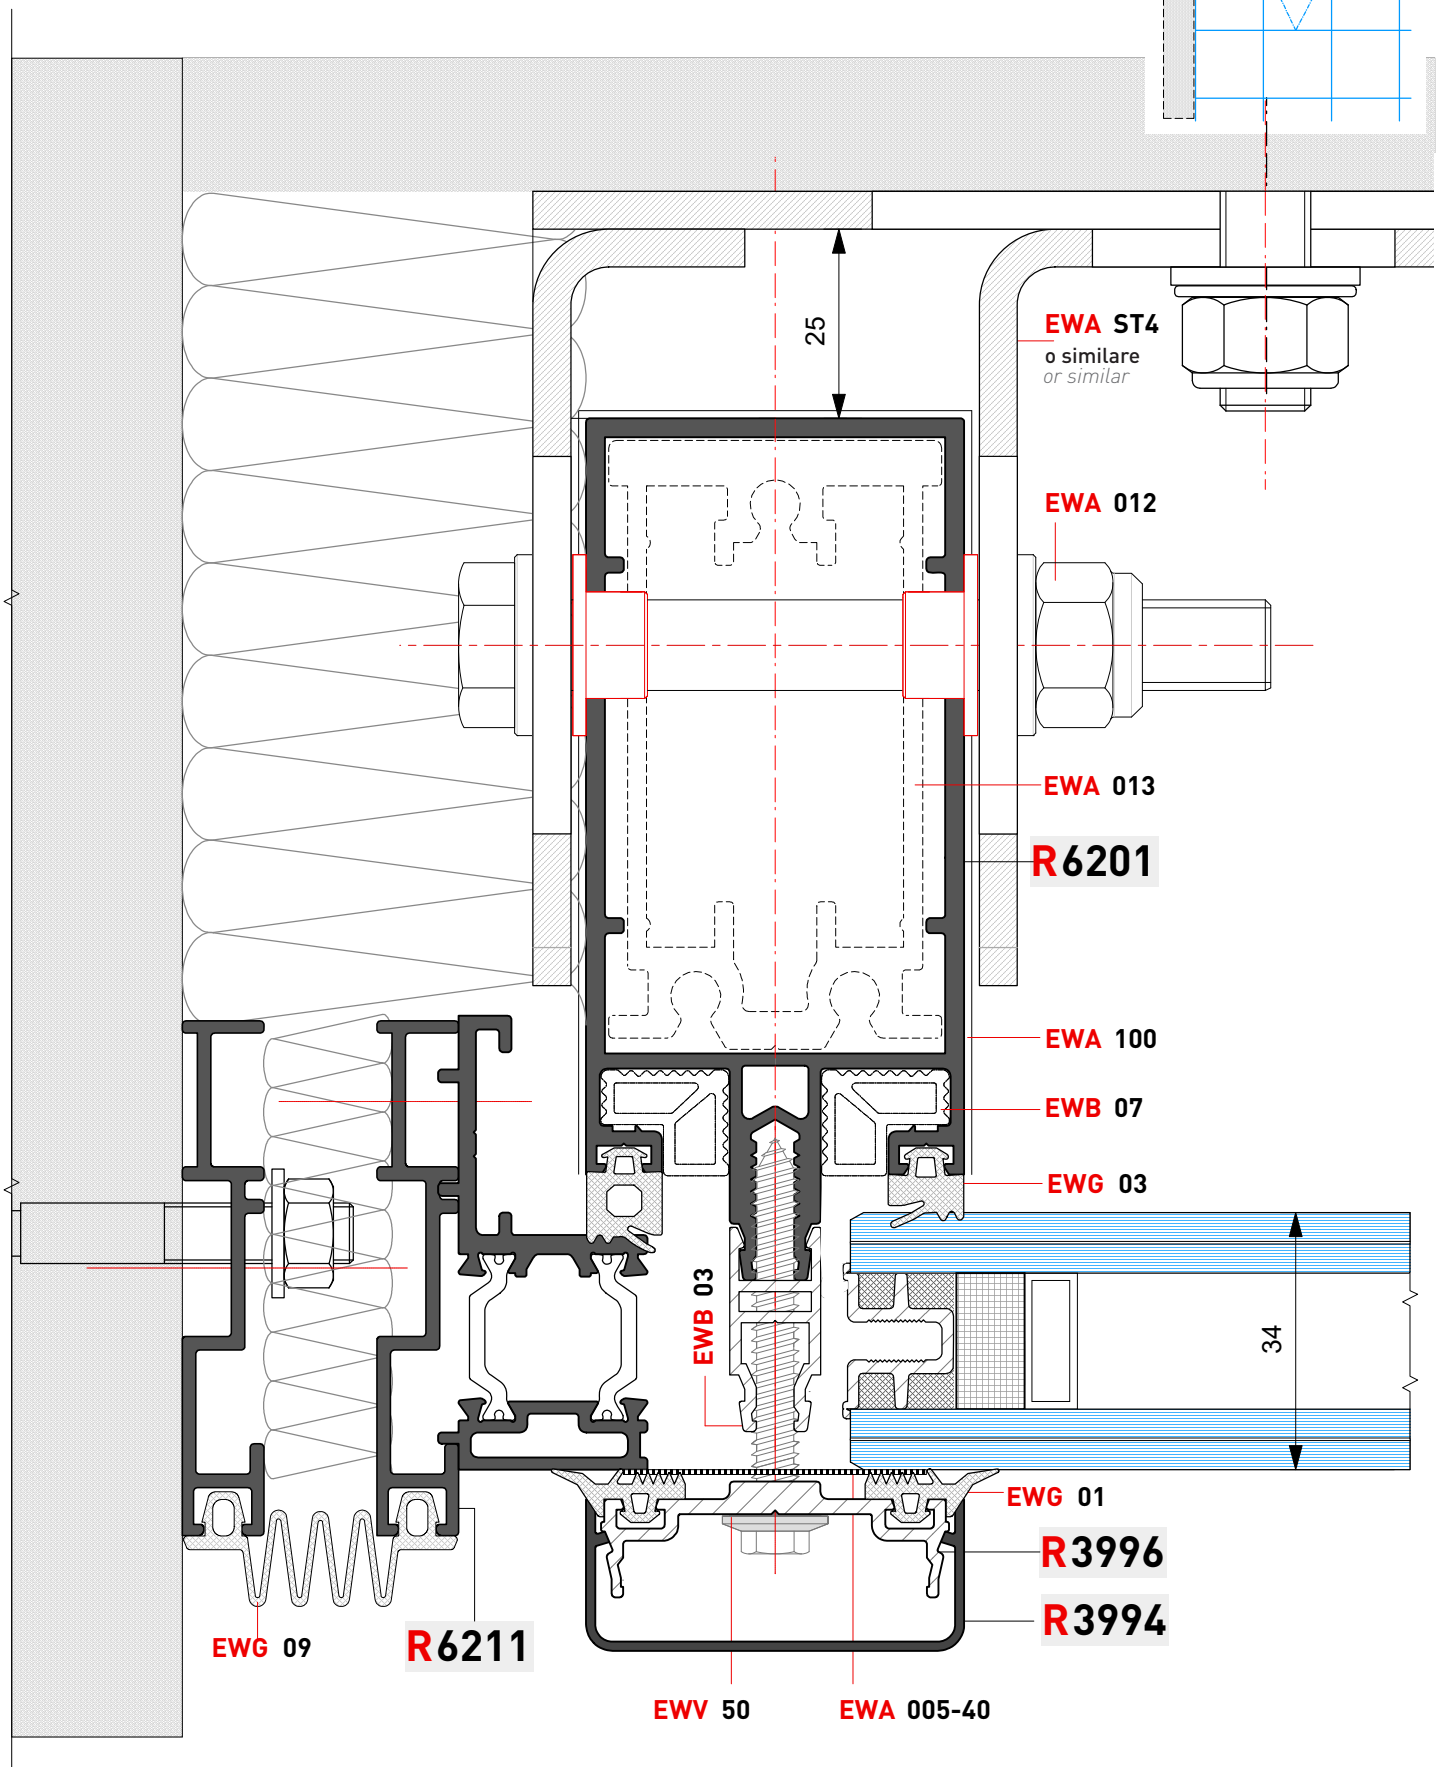 25
EWA ST4
o similare
or similar
EWA 012
EWA 013
R6201
EWA 100
EWB 07
EWG 03
EWB 03
34
EWG 01
R3996
R3994
EWG 09
R6211
EWV 50
EWA 005-40